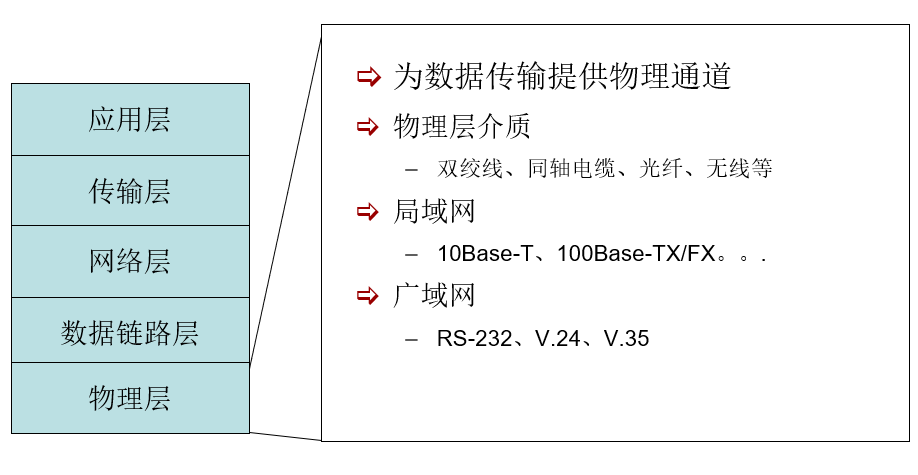 应用层
传输层
网络层
数据链路层
物理层
为数据传输提供物理通道
物理层介质
– 双绞线、同轴电缆、光纤、无线等
局域网
– 10Base-T、100Base-TX/FX。。.
广域网
– RS-232、V.24、V.35